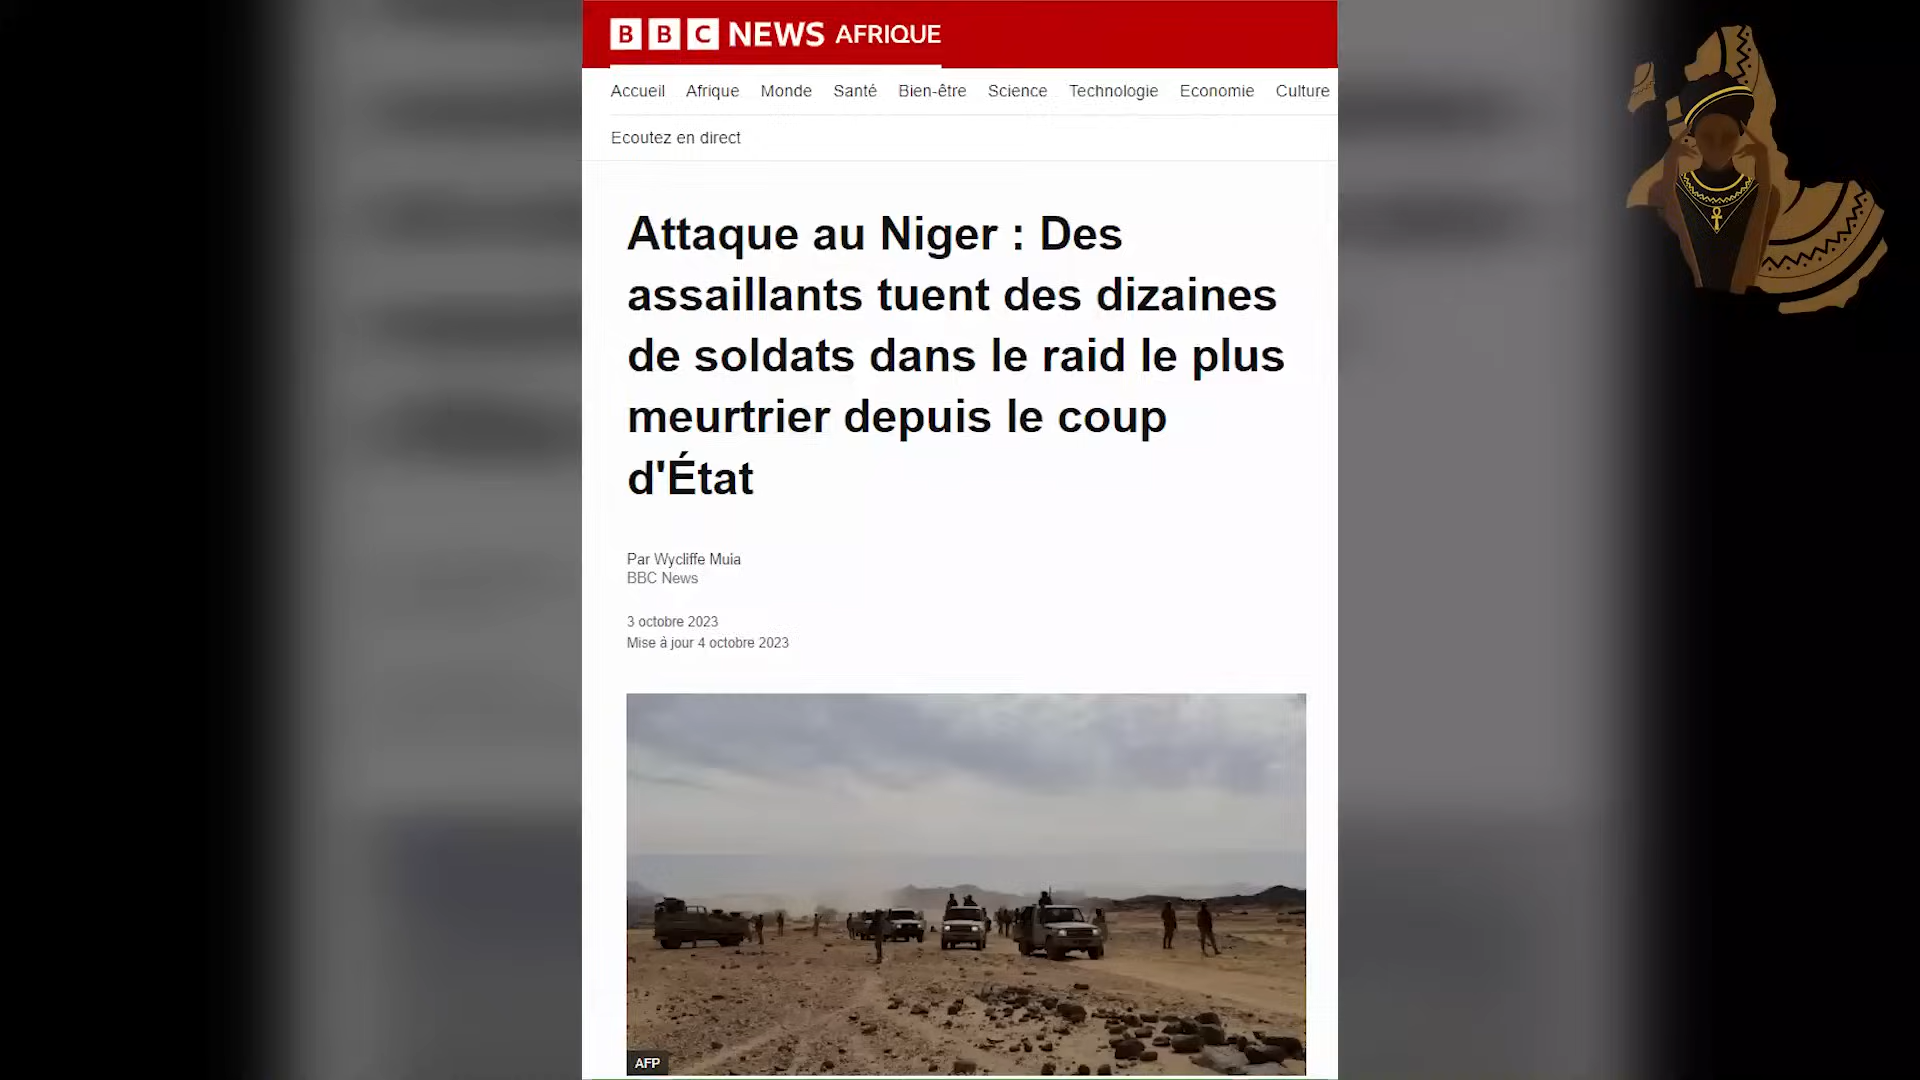 BBC NEWS AFRIQUE
Accueil Afrique Monde Santé Bien-être Science Technologie Economie Culture
Ecoutez en direct
Attaque au Niger : Des
assaillants tuent des dizaines
de soldats dans le raid le plus
meurtrier depuis le coup
d'État
Par Wycliffe Muia
BBC News
3 octobre 2023
Mise à jour 4 octobre 2023
AFP